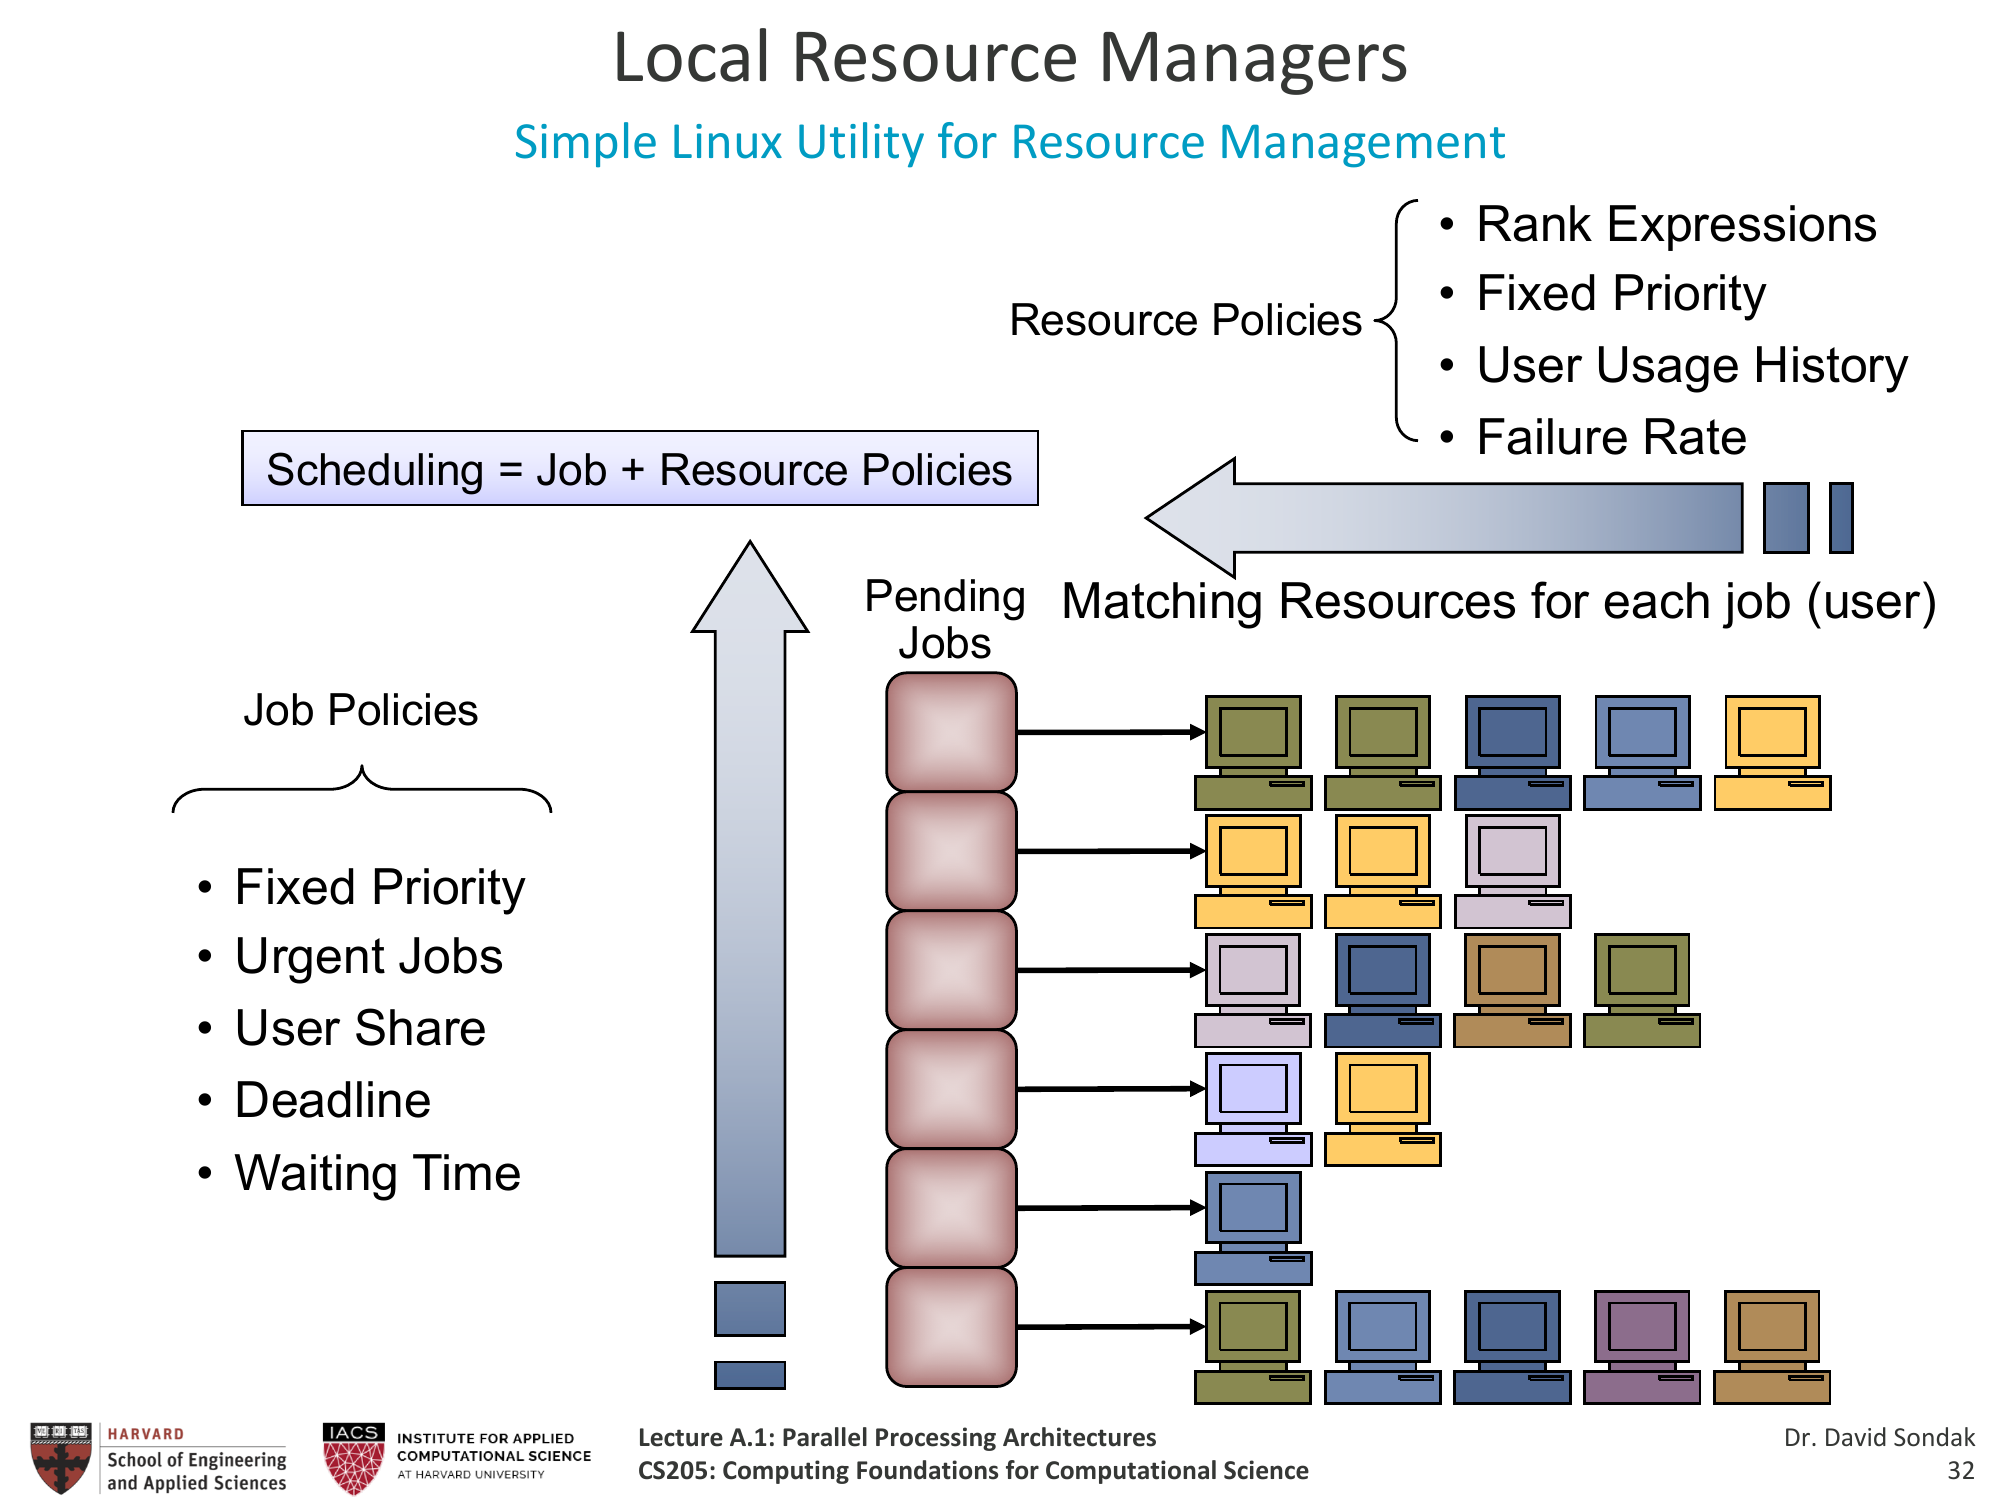 Local Resource Managers
Simple Linux Utility for Resource Management
Resource Policies
• Rank Expressions
• Fixed Priority
• User Usage History
• Failure Rate
Scheduling = Job + Resource Policies
Pending
Jobs
Matching Resources for each job (user)
Job Policies
• Fixed Priority
• Urgent Jobs
• User Share
• Deadline
• Waiting Time
HARVARD
School of Engineering
and Applied Sciences
IACS
INSTITUTE FOR APPLIED
COMPUTATIONAL SCIENCE
AT HARVARD UNIVERSITY
Lecture A.1: Parallel Processing Architectures
CS205: Computing Foundations for Computational Science
Dr. David Sondak
32